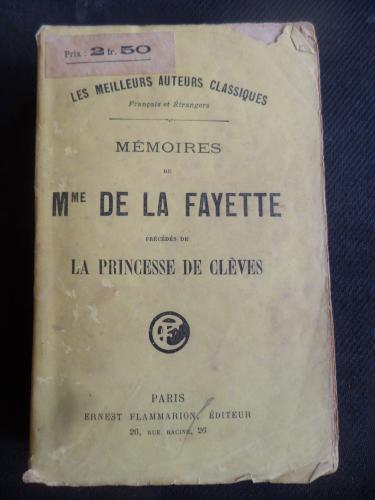 Prix : 2 fr. 50
LES MEILLEURS AUTEURS CLASSIQUES
Français et Étrangers
MÉMOIRES
DE
MME DE LA FAYETTE
PRÉCÉDÉS DE
LA PRINCESSE DE CLÈVES
PARIS
ERNEST FLAMMARION, ÉDITEUR
26, RUE RACINE, 26